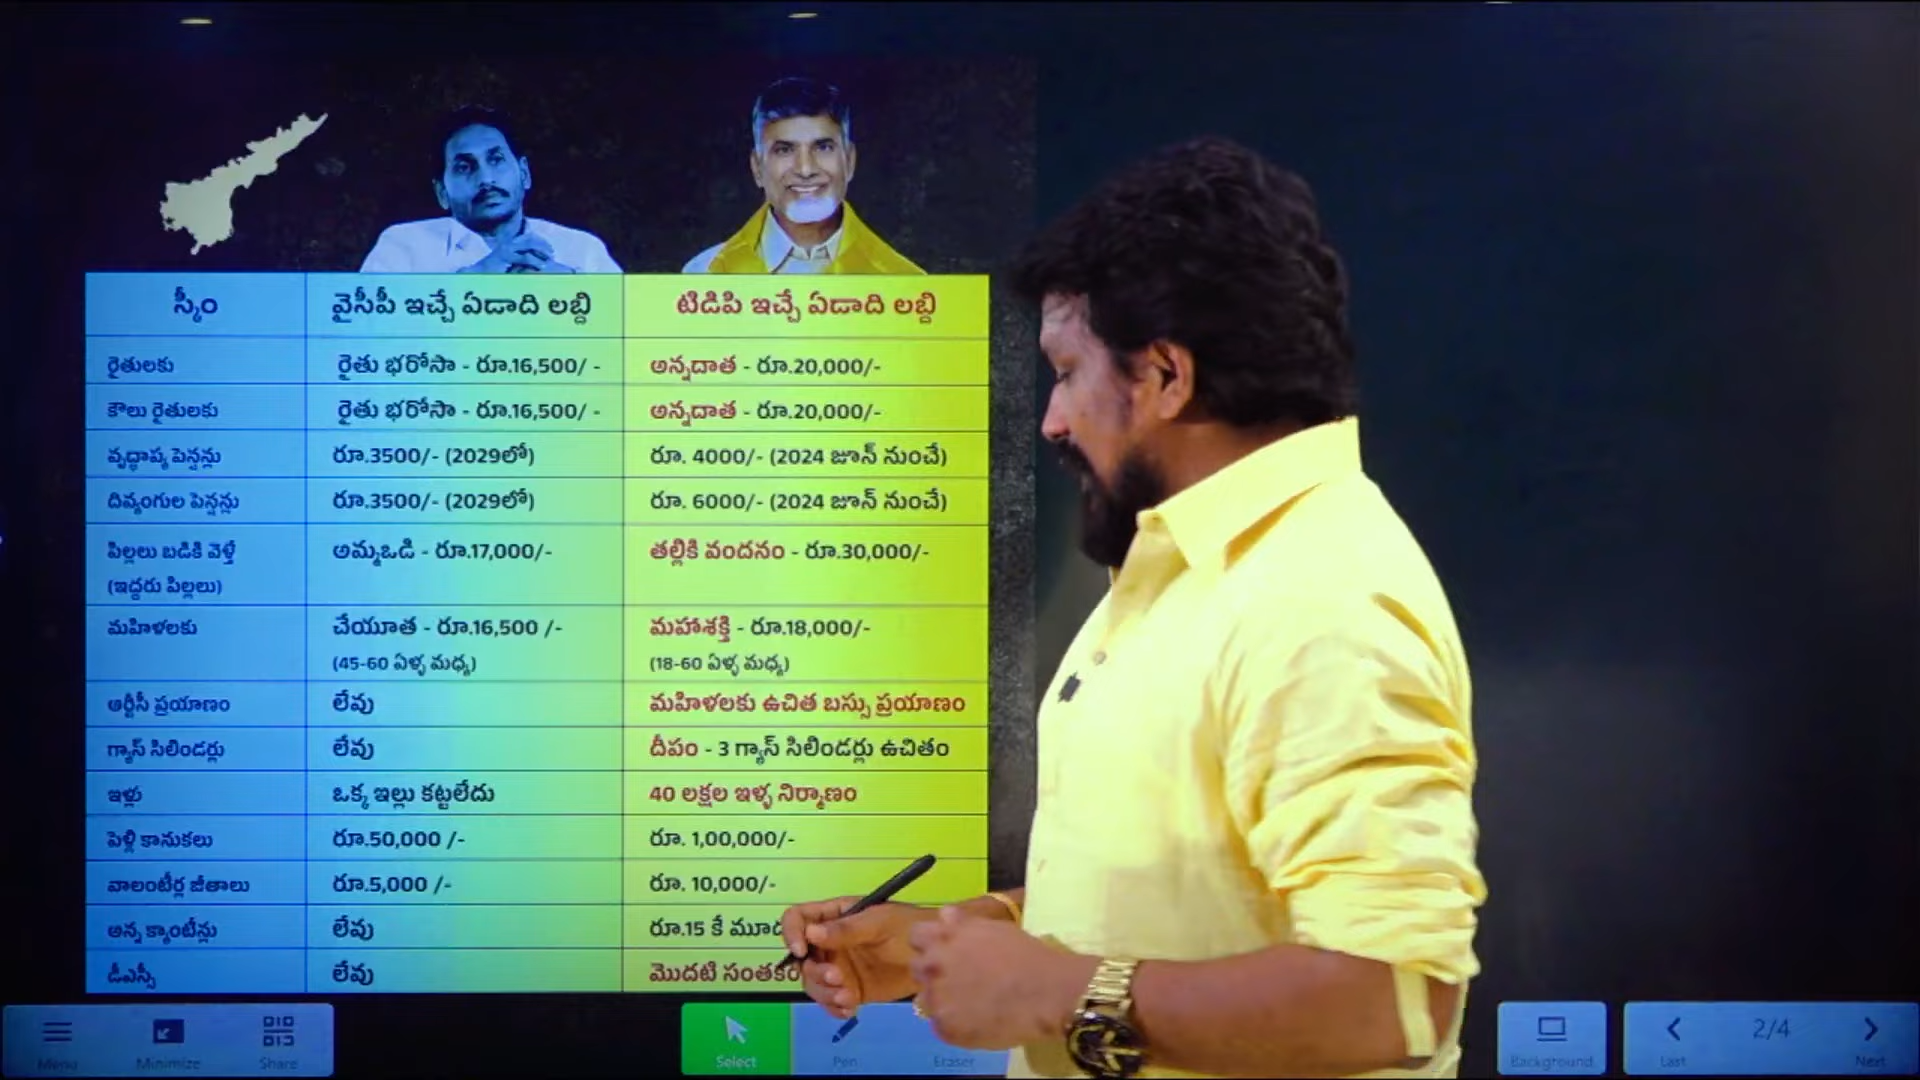 స్కీం వైసీపీ ఇచ్చే ఏడాది లబ్ది టిడిపి ఇచ్చే ఏడాది లబ్ది
రైతులకు రైతు భరోసా - రూ.16,500/ - అన్నదాత - రూ.20,000/-
కౌలు రైతులకు రైతు భరోసా - రూ.16,500/ - అన్నదాత - రూ.20,000/-
వృద్ధాప్య పెన్షన్లు రూ.3500/- (2029లో) రూ. 4000/- (2024 జూన్ నుంచే)
దివ్యంగుల పెన్షన్లు రూ.3500/- (2029లో) రూ. 6000/- (2024 జూన్ నుంచే)
పిల్లలు బడికి వెళ్తే అమ్మఒడి - రూ.17,000/- తల్లికి వందనం - రూ.30,000/-
(ఇద్దరు పిల్లలు)
మహిళలకు చేయూత - రూ.16,500 /- మహాశక్తి - రూ.18,000/-
(45-60 ఏళ్ళ మధ్య) (18-60 ఏళ్ళ మధ్య)
ఆర్టీసీ ప్రయాణం లేవు మహిళలకు ఉచిత బస్సు ప్రయాణం
గ్యాస్ సిలిండర్లు లేవు దీపం - 3 గ్యాస్ సిలిండర్లు ఉచితం
ఇళ్లు ఒక్క ఇల్లు కట్టలేదు 40 లక్షల ఇళ్ళ నిర్మాణం
పెళ్లి కానుకలు రూ.50,000 /- రూ. 1,00,000/-
వాలంటీర్ల జీతాలు రూ.5,000 /- రూ. 10,000/-
అన్న క్యాంటీన్లు లేవు రూ.15 కే
డీఎస్సీ లేవు మొదటి
Menu Minimize Share Select Pen Eraser Background Last 2/4 Next